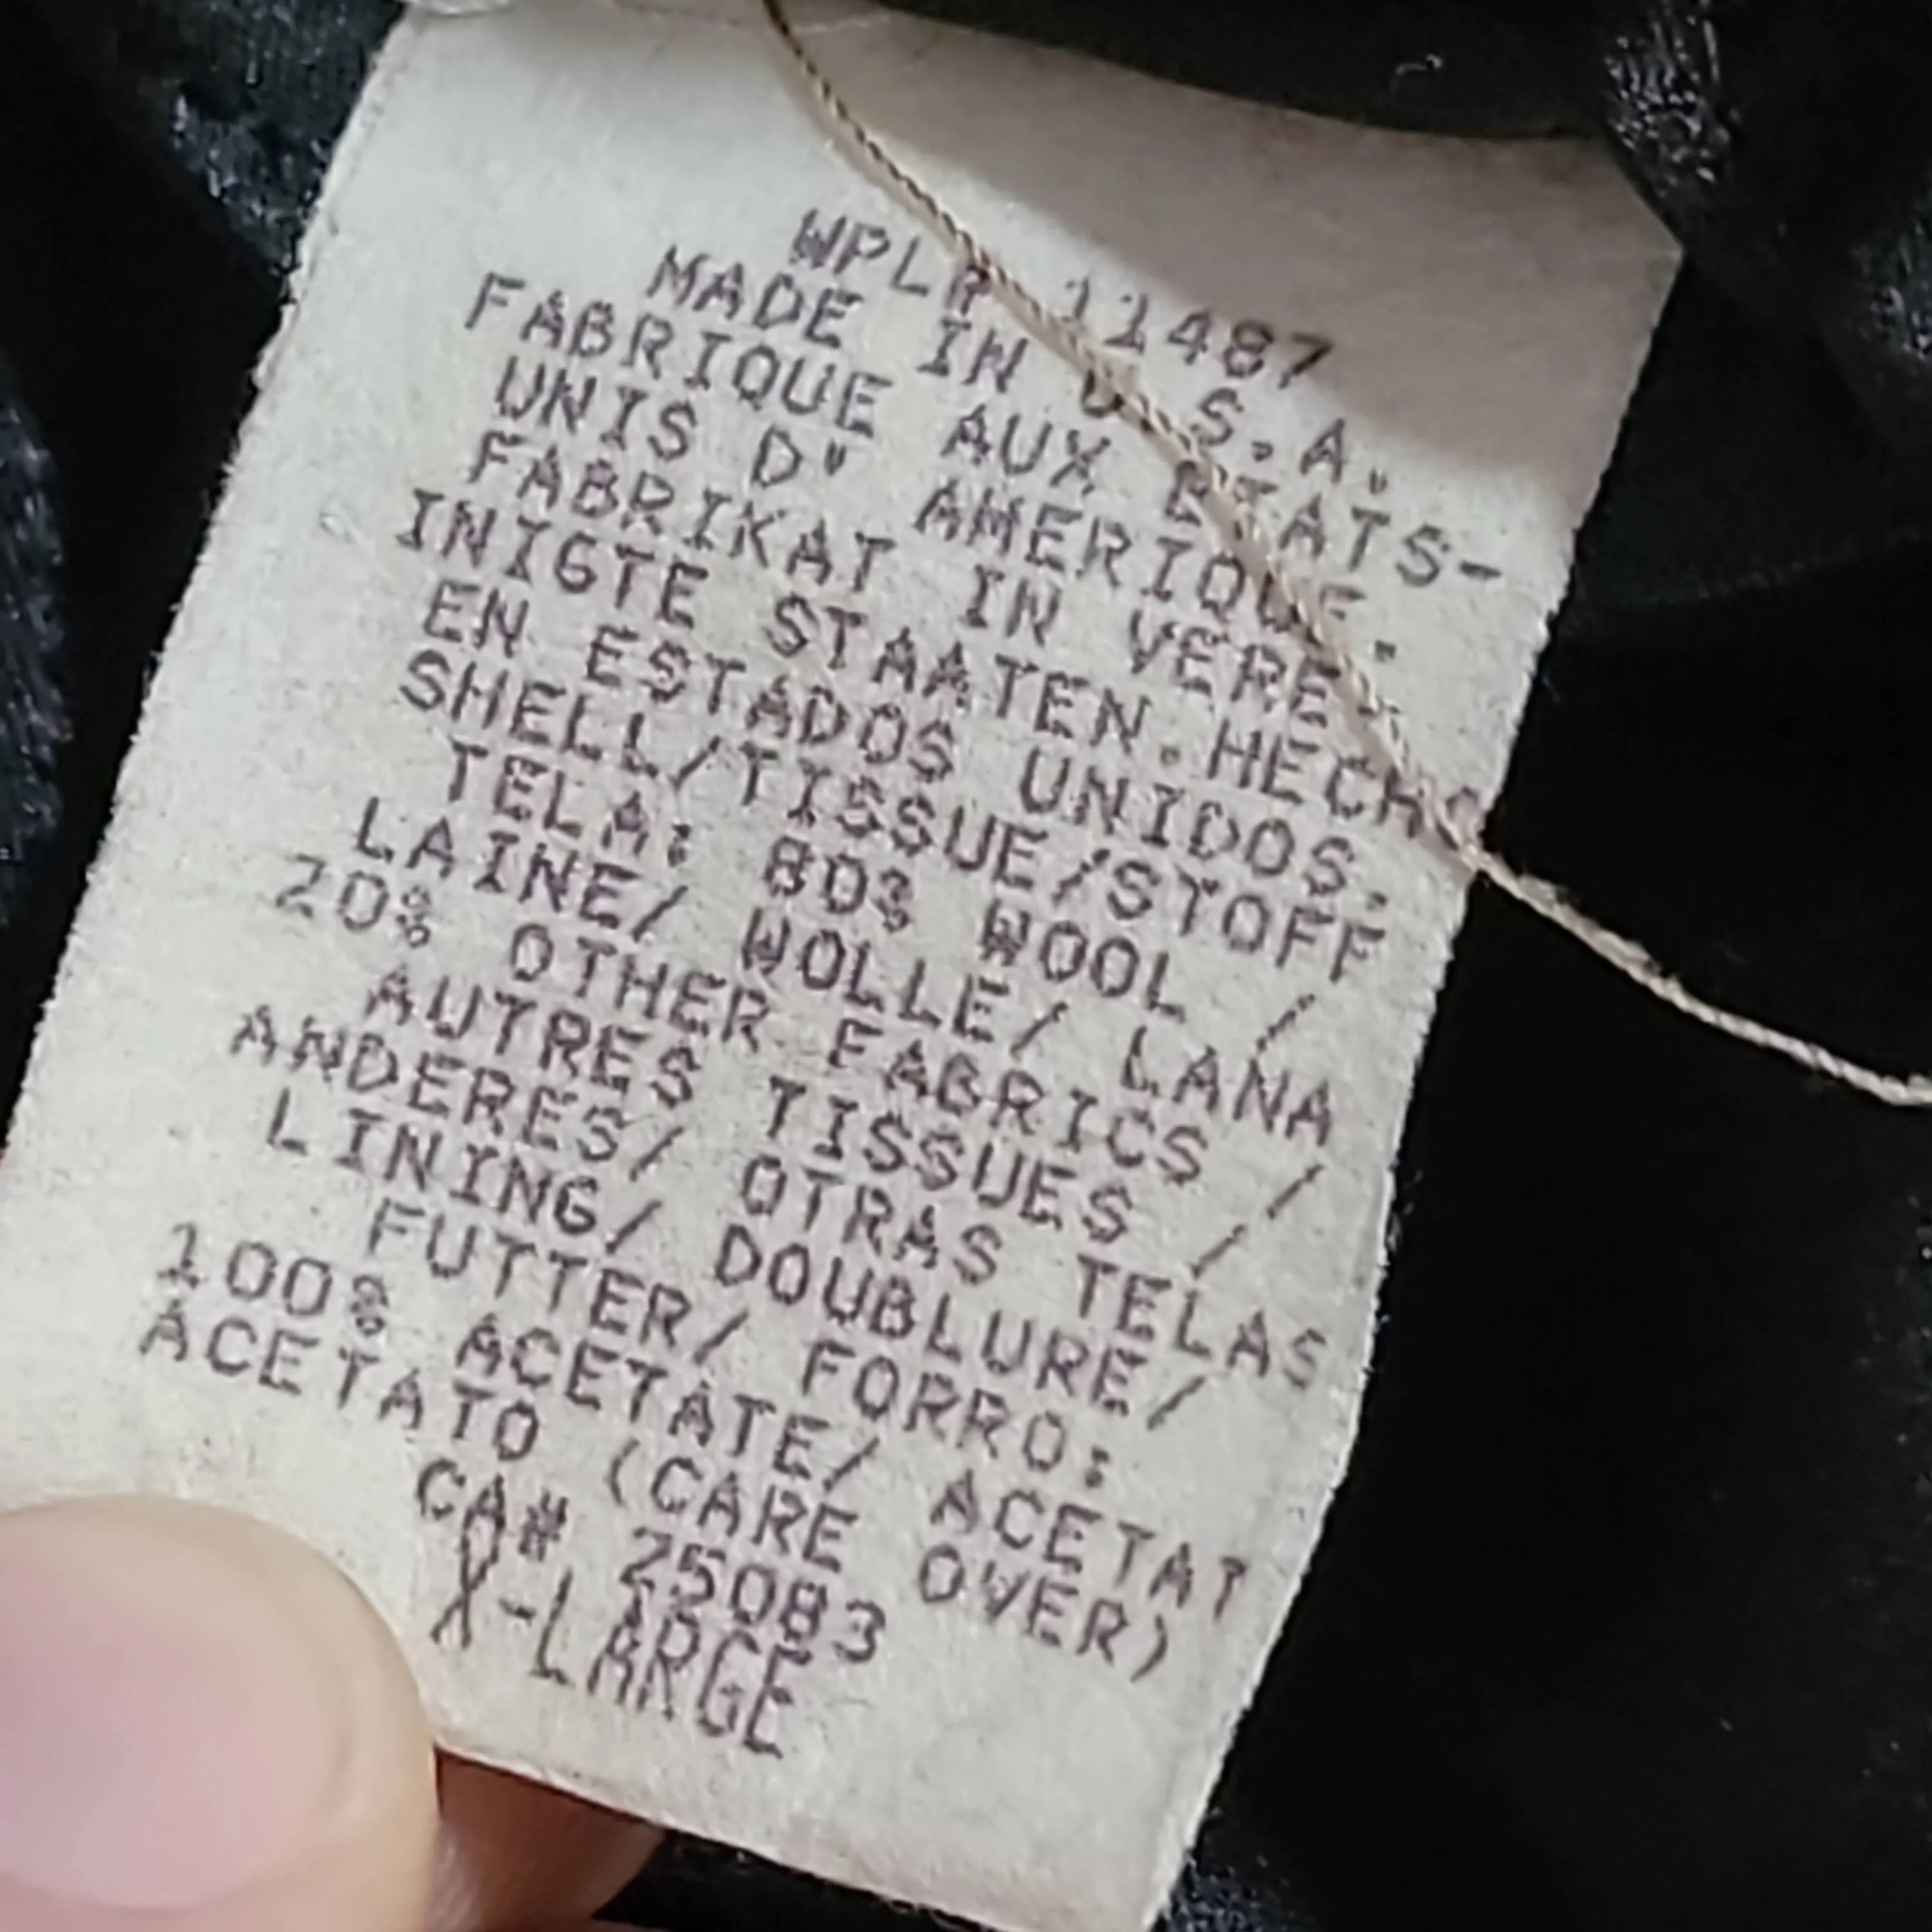 WPL# 11487
MADE IN U.S.A.
FABRIQUE AUX ETATS-
UNIS D' AMERIQUE.
FABRIKAT IN VERE-
INIGTE STAATEN.HECHO
EN ESTADOS UNIDOS.
SHELL/TISSUE/STOFF
TELA: 80% WOOL /
LAINE/ WOLLE/ LANA
20% OTHER FABRICS /
AUTRES TISSUES /
ANDERES/ OTRAS TELAS
LINING/ DOUBLURE/
FUTTER/ FORRO:
100% ACETATE/ ACETAT
ACETATO (CARE OVER)
CA# 25083
X-LARGE